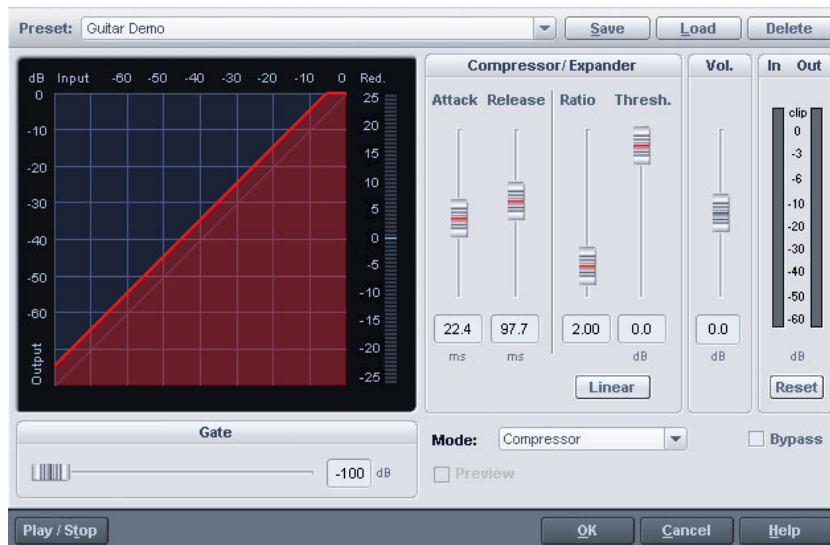 Preset: Guitar Demo Save Load Delete
Compressor/Expander Vol. In Out
dB Input -60 -50 -40 -30 -20 -10 0 Red.
0
-10
-20
-30
-40
-50
-60
Output
25
20
15
10
5
0
-5
-10
-15
-20
-25
Attack Release Ratio Thresh.
22.4 97.7 2.00 0.0 0.0
ms ms dB dB dB
Linear
clip
0
-3
-6
-10
-20
-30
-40
-50
-60
Reset
Gate
-100 dB
Mode: Compressor Bypass
Preview
Play / Stop OK Cancel Help